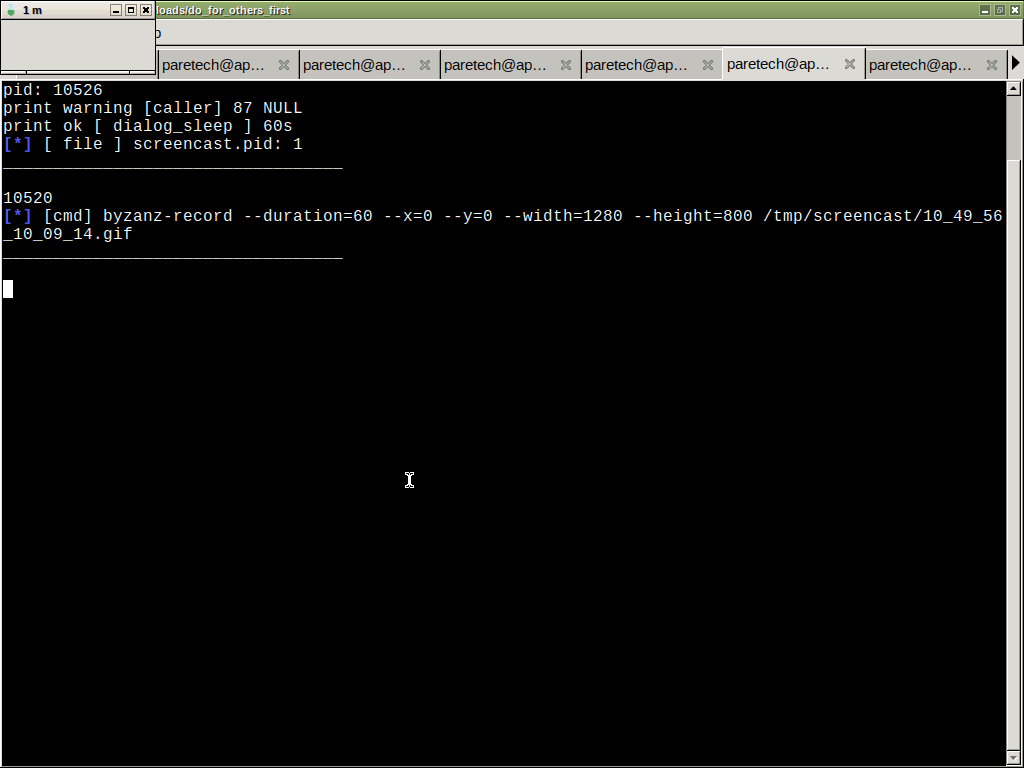 1 m
loads/do_for_others_first
paretech@ap...
paretech@ap...
paretech@ap...
paretech@ap...
paretech@ap...
paretech@ap...
pid: 10526
print warning [caller] 87 NULL
print ok [ dialog_sleep ] 60s
[*] [ file ] screencast.pid: 1
__________________________________
10520
[*] [cmd] byzanz-record --duration=60 --x=0 --y=0 --width=1280 --height=800 /tmp/screencast/10_49_56
_10_09_14.gif
__________________________________